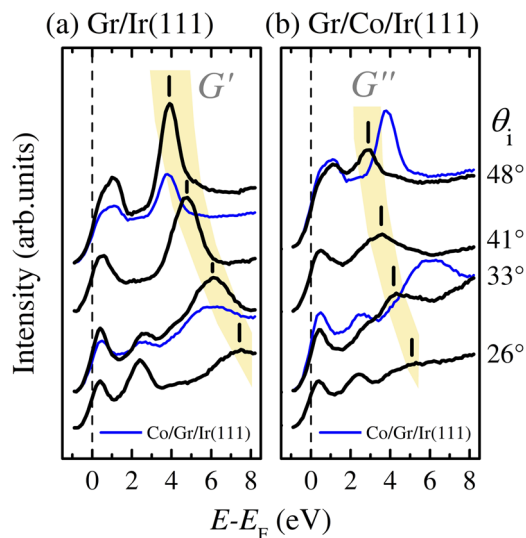 (a) Gr/Ir(111)
(b) Gr/Co/Ir(111)
G′
G″
θi
48°
41°
33°
26°
Intensity (arb.units)
Co/Gr/Ir(111)
Co/Gr/Ir(111)
0 2 4 6 8
0 2 4 6 8
E-EF (eV)